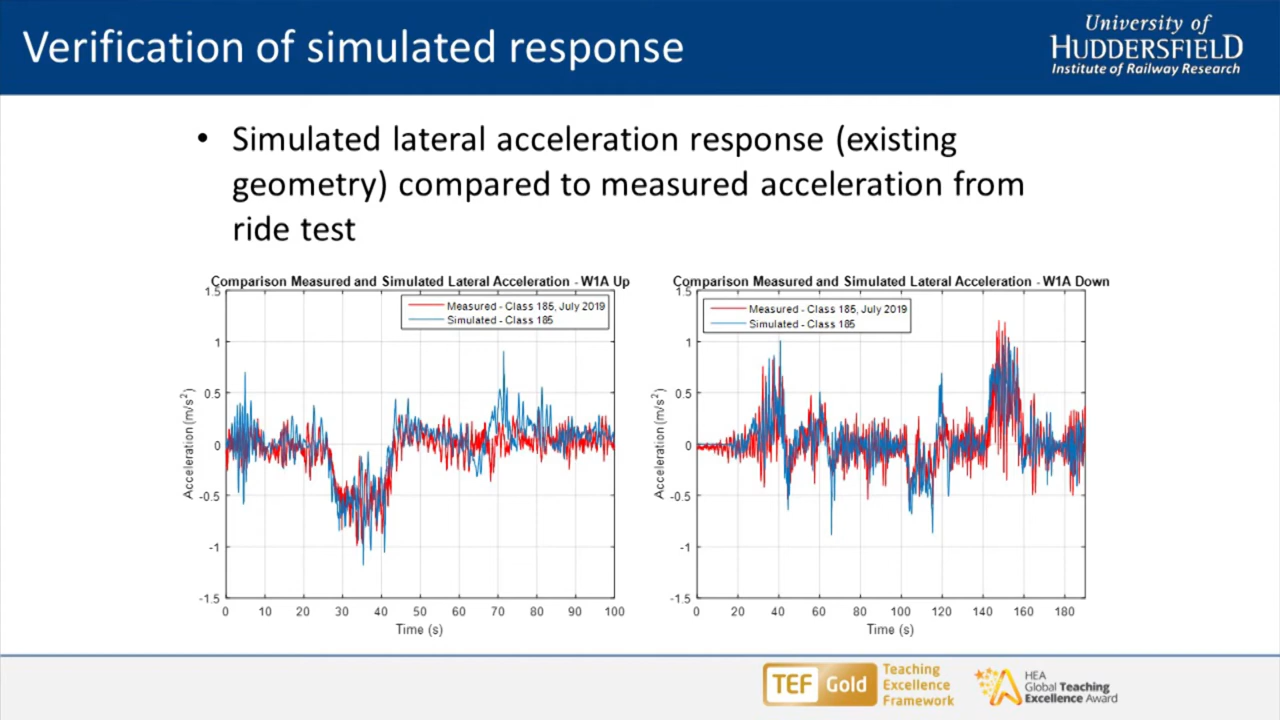 Verification of simulated response
University of
HUDDERSFIELD
Institute of Railway Research
• Simulated lateral acceleration response (existing
geometry) compared to measured acceleration from
ride test
Comparison Measured and Simulated Lateral Acceleration - W1A Up
Measured - Class 185, July 2019
Simulated - Class 185
1.5
1
0.5
0
-0.5
-1
-1.5
Acceleration (m/s²)
0 10 20 30 40 50 60 70 80 90 100
Time (s)
Comparison Measured and Simulated Lateral Acceleration - W1A Down
Measured - Class 185, July 2019
Simulated - Class 185
1.5
1
0.5
0
-0.5
-1
-1.5
Acceleration (m/s²)
0 20 40 60 80 100 120 140 160 180
Time (s)
TEF Gold
Teaching
Excellence
Framework
HEA
Global Teaching
Excellence Award